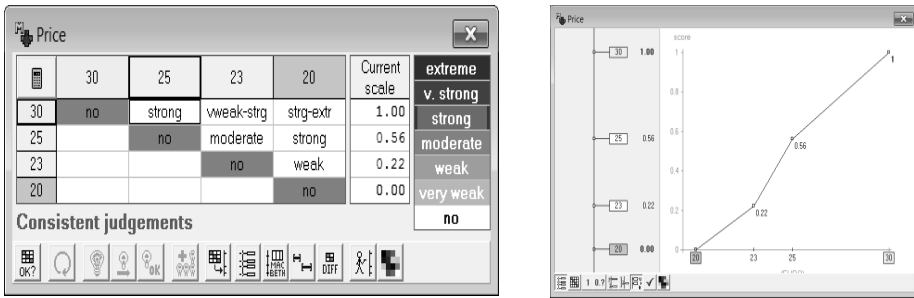 Price
X
30 25 23 20 Current scale
30 no strong vweak-strg strg-extr 1.00
25 no moderate strong 0.56
23 no weak 0.22
20 no 0.00
extreme
v. strong
strong
moderate
weak
very weak
no
Consistent judgements
OK?
OK
MAC
BETH
DIFF
Price
score
30 1.00
25 0.56
23 0.22
20 0.00
1
0.8
0.6
0.4
0.2
0
1
0.56
0.22
20 23 25 30
1 0.?